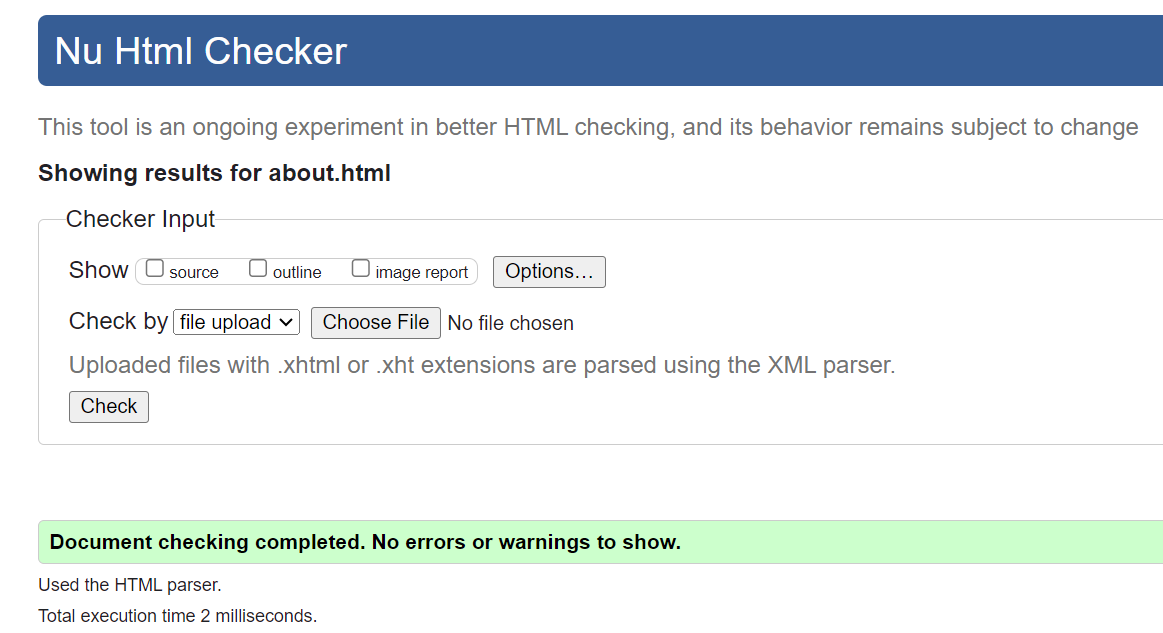 Nu Html Checker
This tool is an ongoing experiment in better HTML checking, and its behavior remains subject to change
Showing results for about.html
Checker Input
Show source outline image report Options…
Check by file upload Choose File No file chosen
Uploaded files with .xhtml or .xht extensions are parsed using the XML parser.
Check
Document checking completed. No errors or warnings to show.
Used the HTML parser.
Total execution time 2 milliseconds.